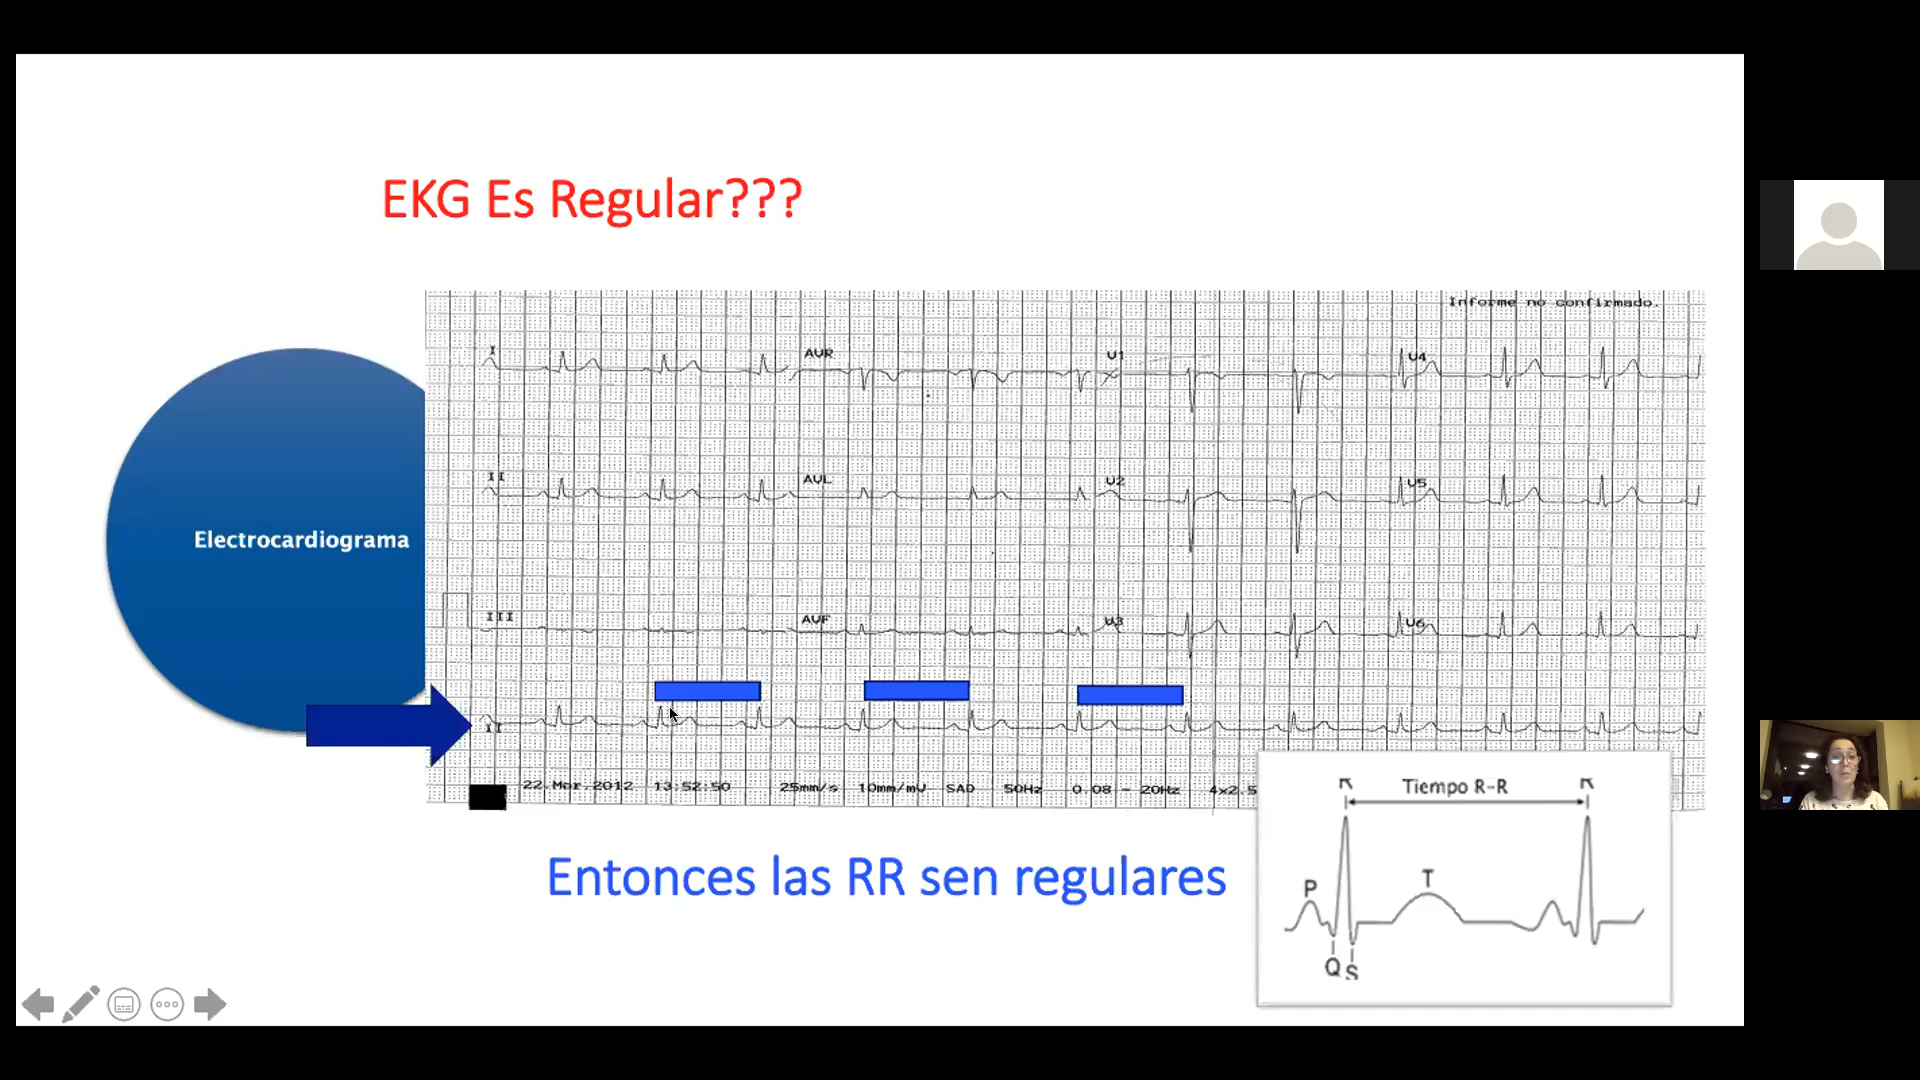 EKG Es Regular???
Informe no confirmado.
I AVR V1 V4
II AVL V2 V5
Electrocardiograma
III AVF V3 V6
II
22.Mar.2012 13:52:50 25mm/s 10mm/mV SAD 50Hz 0.08 - 20Hz 4x2.5
R Tiempo R-R R
P T
Q S
Entonces las RR sen regulares